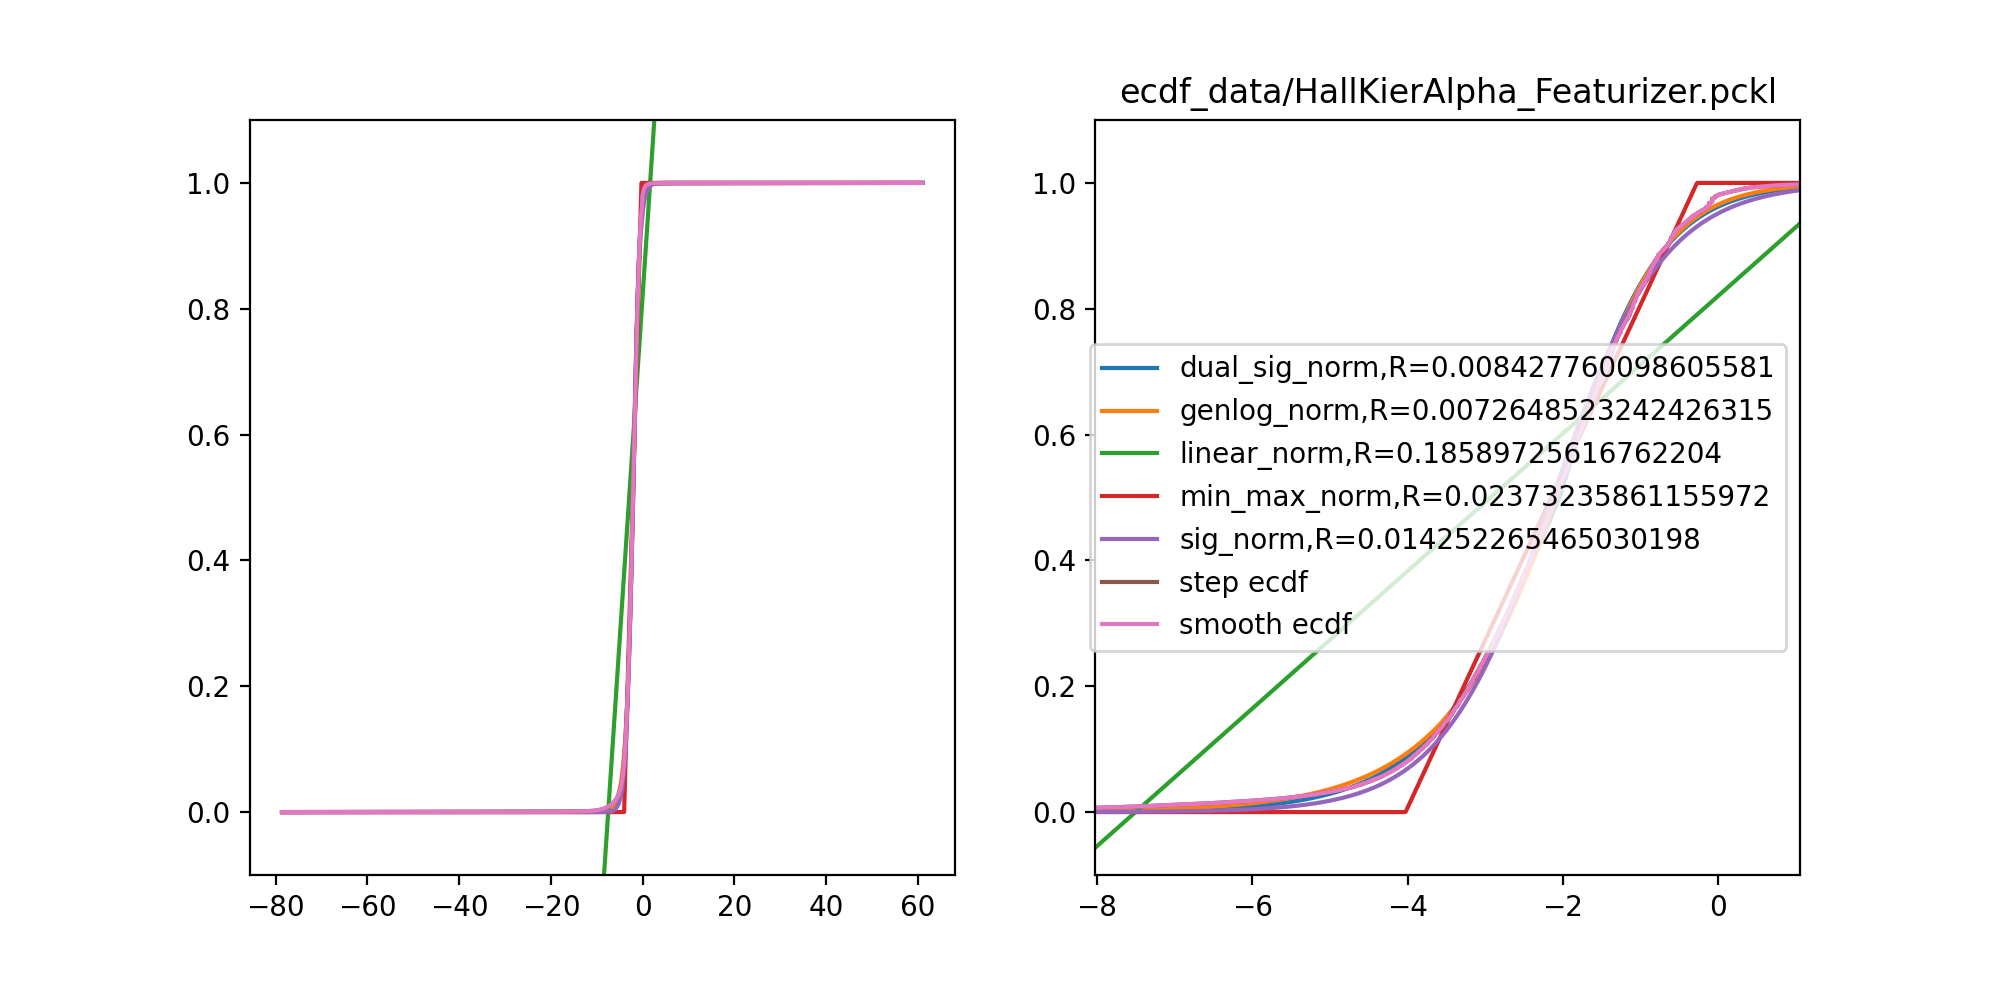 ecdf_data/HallKierAlpha_Featurizer.pckl
1.0
0.8
0.6
0.4
0.2
0.0
−80 −60 −40 −20 0 20 40 60
1.0
0.8
0.6
0.4
0.2
0.0
dual_sig_norm,R=0.008427760098605581
genlog_norm,R=0.0072648523242426315
linear_norm,R=0.18589725616762204
min_max_norm,R=0.02373235861155972
sig_norm,R=0.014252265465030198
step ecdf
smooth ecdf
−8 −6 −4 −2 0